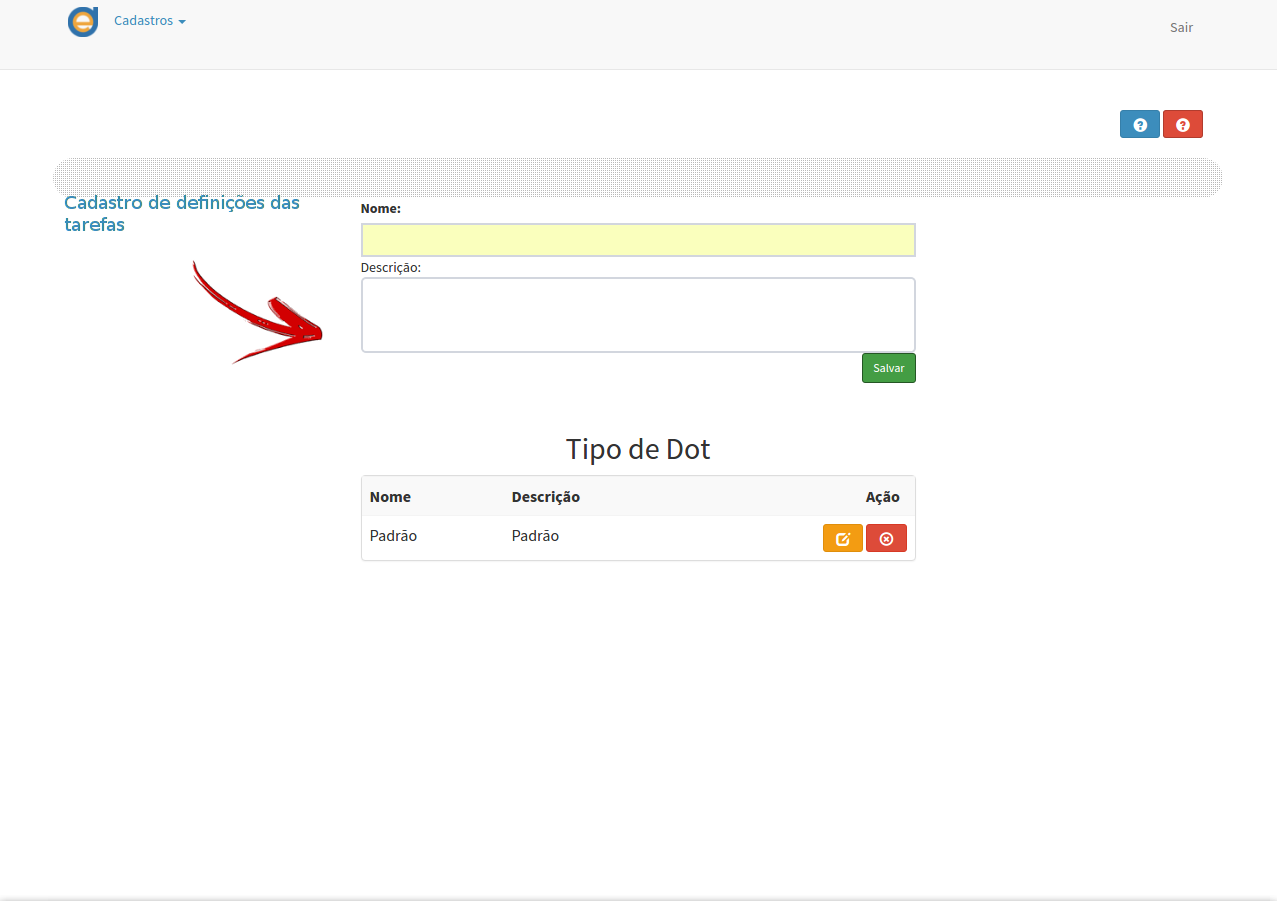 Cadastros
Sair
Cadastro de definições das
tarefas
Nome:
Descrição:
Salvar
Tipo de Dot
Nome Descrição Ação
Padrão Padrão